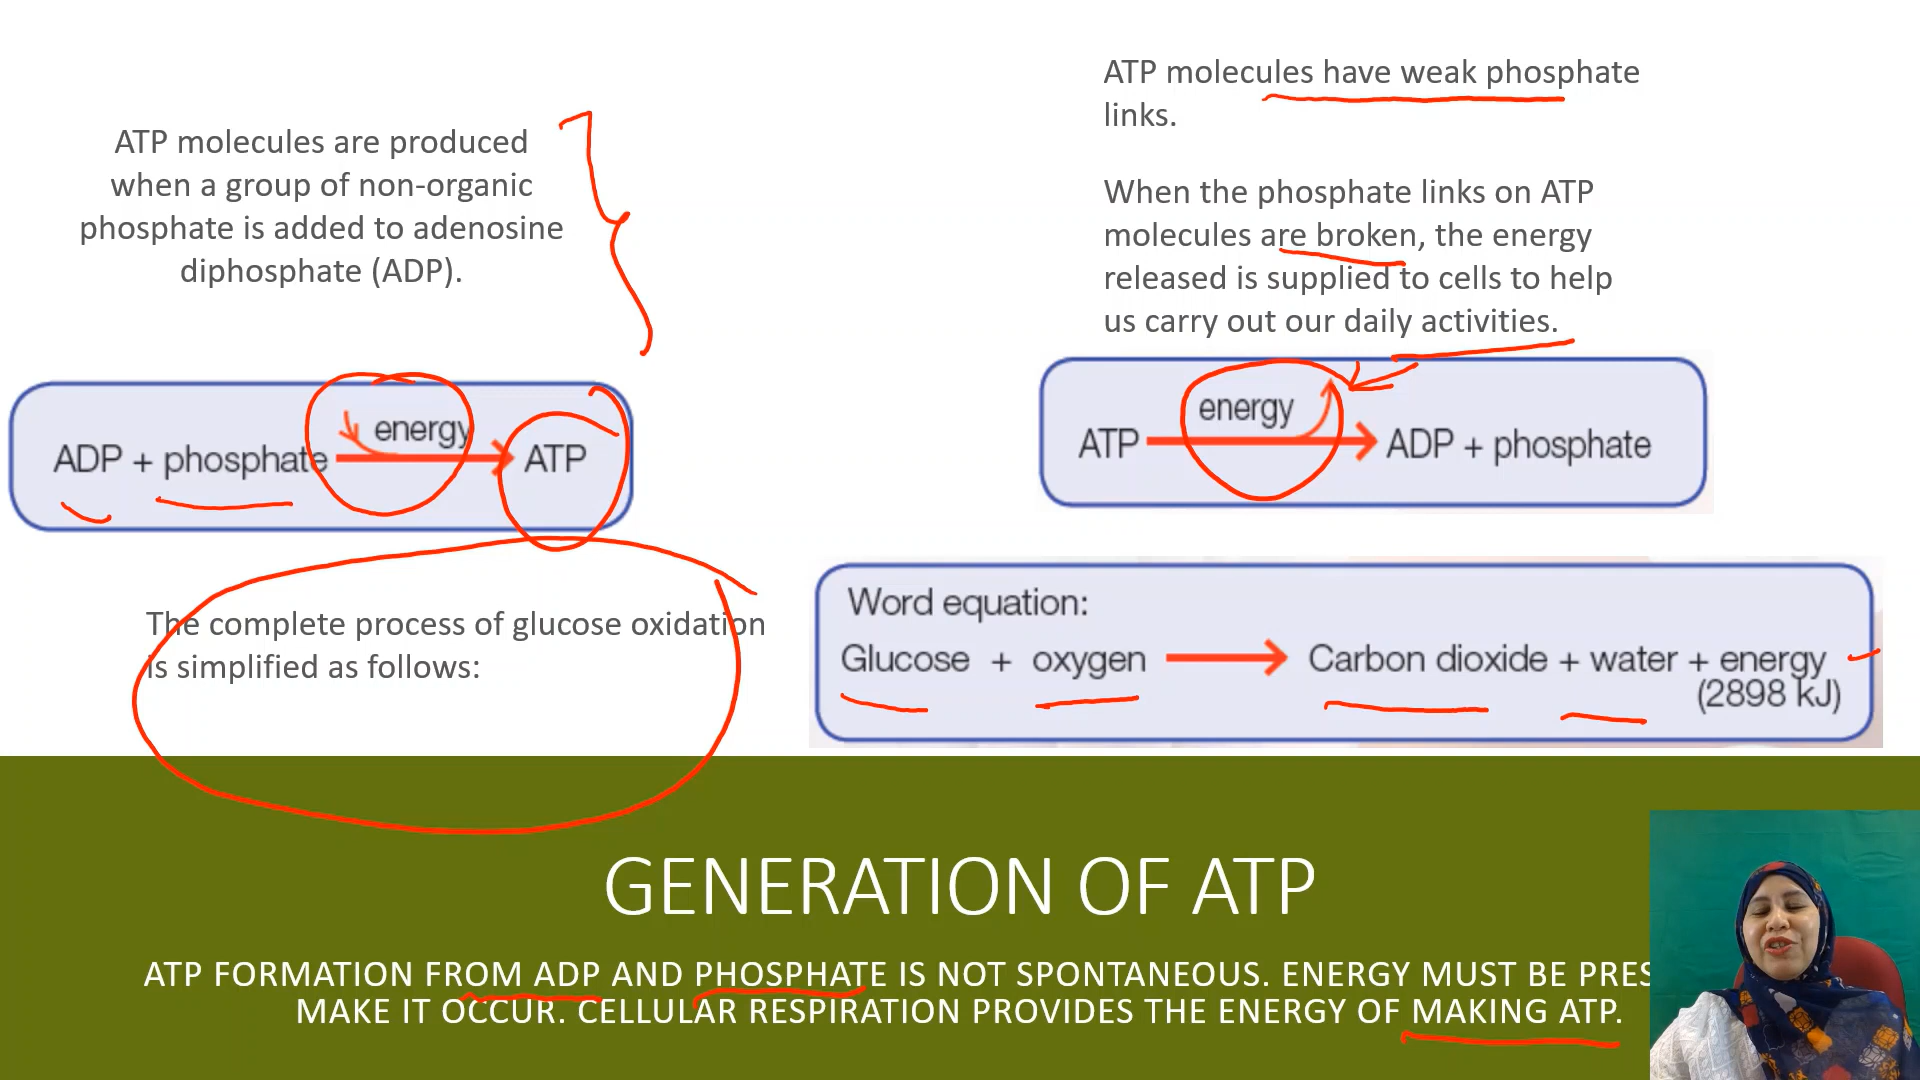 ATP molecules are produced
when a group of non-organic
phosphate is added to adenosine
diphosphate (ADP).
energy
ADP + phosphate ATP
ATP molecules have weak phosphate
links.
When the phosphate links on ATP
molecules are broken, the energy
released is supplied to cells to help
us carry out our daily activities.
energy
ATP ADP + phosphate
The complete process of glucose oxidation
is simplified as follows:
Word equation:
Glucose + oxygen Carbon dioxide + water + energy
(2898 kJ)
GENERATION OF ATP
ATP FORMATION FROM ADP AND PHOSPHATE IS NOT SPONTANEOUS. ENERGY MUST BE
MAKE IT OCCUR. CELLULAR RESPIRATION PROVIDES THE ENERGY OF MAKING ATP.